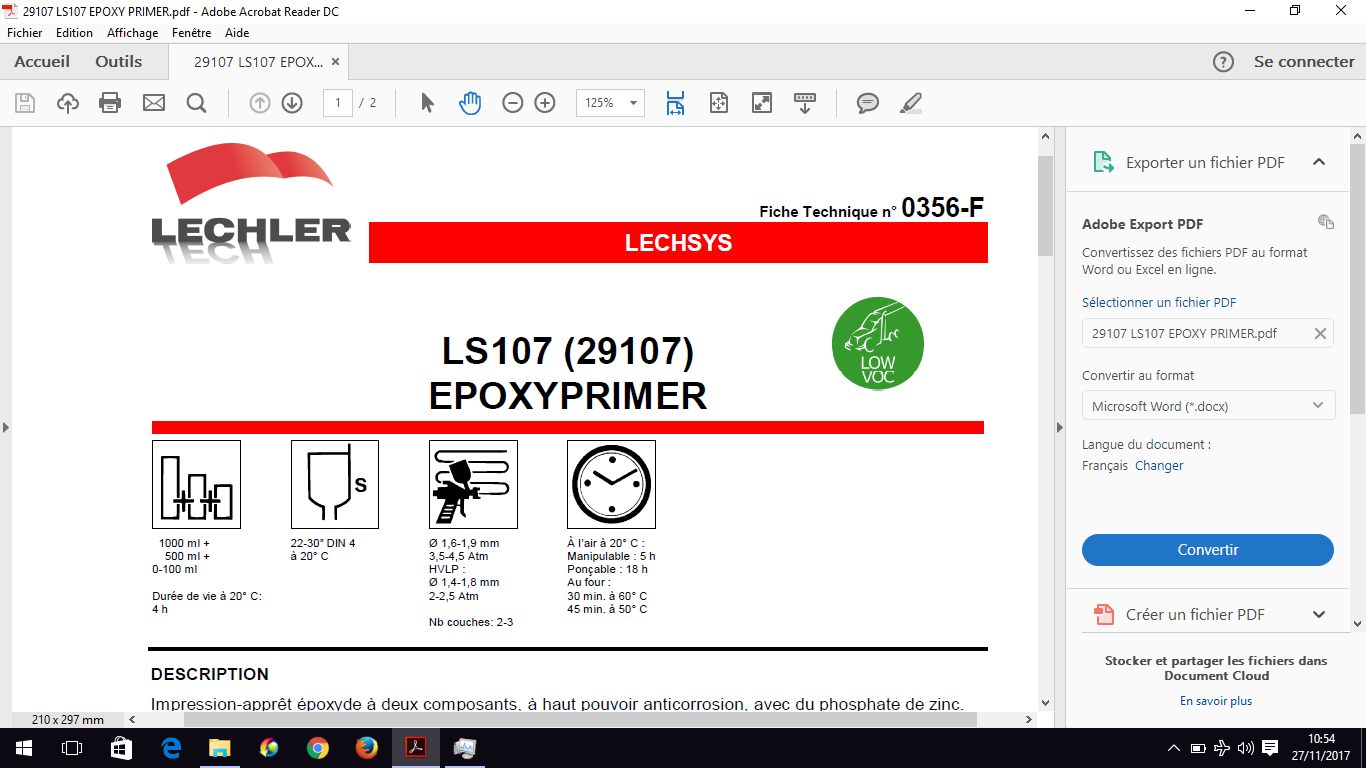 29107 LS107 EPOXY PRIMER.pdf - Adobe Acrobat Reader DC
Fichier Edition Affichage Fenêtre Aide
Accueil Outils 29107 LS107 EPOX... × ? Se connecter
1 / 2 125%
LECHLER
TECH
Fiche Technique n° 0356-F
LECHSYS
LOW
VOC
LS107 (29107)
EPOXYPRIMER
S
1000 ml +
500 ml +
0-100 ml
Durée de vie à 20° C:
4 h
22-30" DIN 4
à 20° C
Ø 1,6-1,9 mm
3,5-4,5 Atm
HVLP :
Ø 1,4-1,8 mm
2-2,5 Atm
Nb couches: 2-3
À l'air à 20° C :
Manipulable : 5 h
Ponçable : 18 h
Au four :
30 min. à 60° C
45 min. à 50° C
DESCRIPTION
Impression-apprêt époxyde à deux composants, à haut pouvoir anticorrosion, avec du phosphate de zinc.
210 x 297 mm
Exporter un fichier PDF
Adobe Export PDF
Convertissez des fichiers PDF au format
Word ou Excel en ligne.
Sélectionner un fichier PDF
29107 LS107 EPOXY PRIMER.pdf
Convertir au format
Microsoft Word (*.docx)
Langue du document :
Français Changer
Convertir
Créer un fichier PDF
Stocker et partager les fichiers dans
Document Cloud
En savoir plus
10:54
27/11/2017